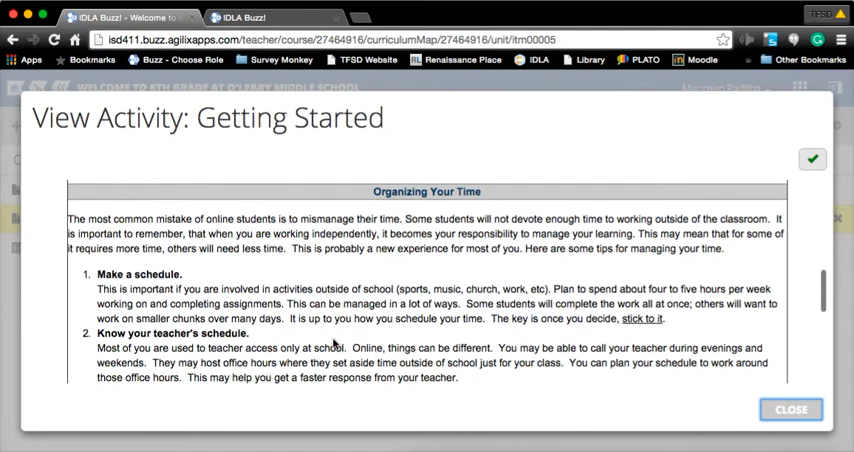 IDLA Buzz! - Welcome to
IDLA Buzz!
TFSD
isd411.buzz.agilixapps.com/teacher/course/27464916/curriculumMap/27464916/unit/itm00005
Apps
Bookmarks
Buzz - Choose Role
Survey Monkey
TFSD Website
RL Renaissance Place
IDLA
Library
PLATO
Moodle
»
Other Bookmarks
WELCOME TO 6TH GRADE AT O'LEARY MIDDLE SCHOOL
View Activity: Getting Started
Organizing Your Time
The most common mistake of online students is to mismanage their time. Some students will not devote enough time to working outside of the classroom. It
is important to remember, that when you are working independently, it becomes your responsibility to manage your learning. This may mean that for some of
it requires more time, others will need less time. This is probably a new experience for most of you. Here are some tips for managing your time.
1. Make a schedule.
This is important if you are involved in activities outside of school (sports, music, church, work, etc). Plan to spend about four to five hours per week
working on and completing assignments. This can be managed in a lot of ways. Some students will complete the work all at once; others will want to
work on smaller chunks over many days. It is up to you how you schedule your time. The key is once you decide, stick to it.
2. Know your teacher's schedule.
Most of you are used to teacher access only at school. Online, things can be different. You may be able to call your teacher during evenings and
weekends. They may host office hours where they set aside time outside of school just for your class. You can plan your schedule to work around
those office hours. This may help you get a faster response from your teacher.
CLOSE